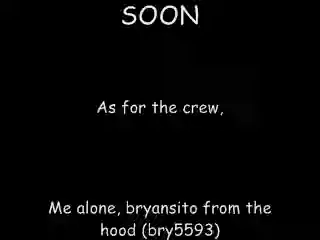 SOON
As for the crew,
Me alone, bryansito from the
hood (bry5593)